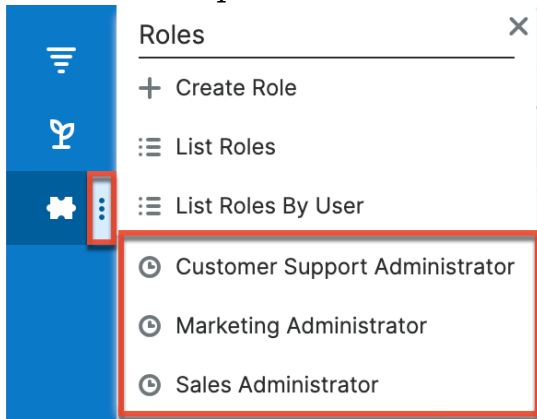 Roles
Create Role
List Roles
List Roles By User
Customer Support Administrator
Marketing Administrator
Sales Administrator